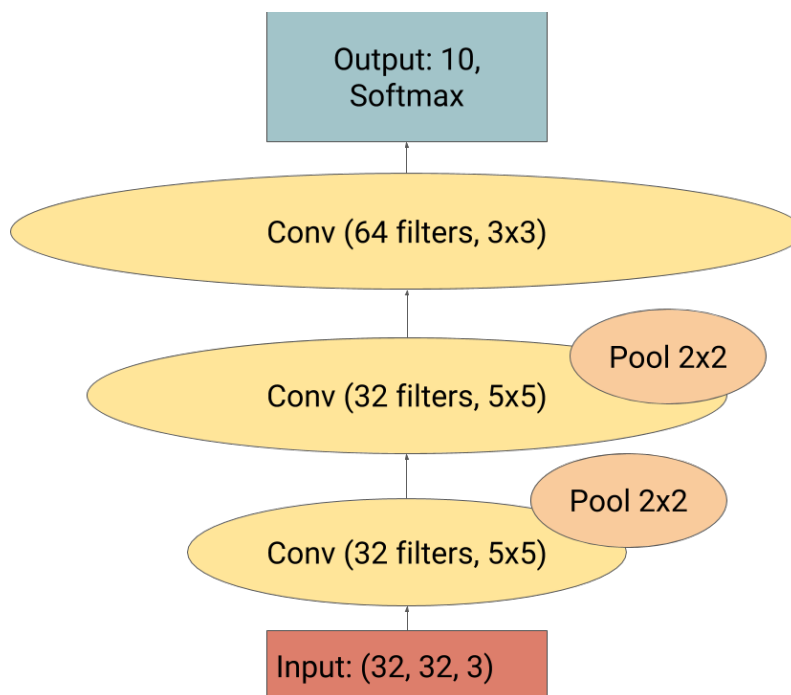 Output: 10,
Softmax
Conv (64 filters, 3x3)
Pool 2x2
Conv (32 filters, 5x5)
Pool 2x2
Conv (32 filters, 5x5)
Input: (32, 32, 3)